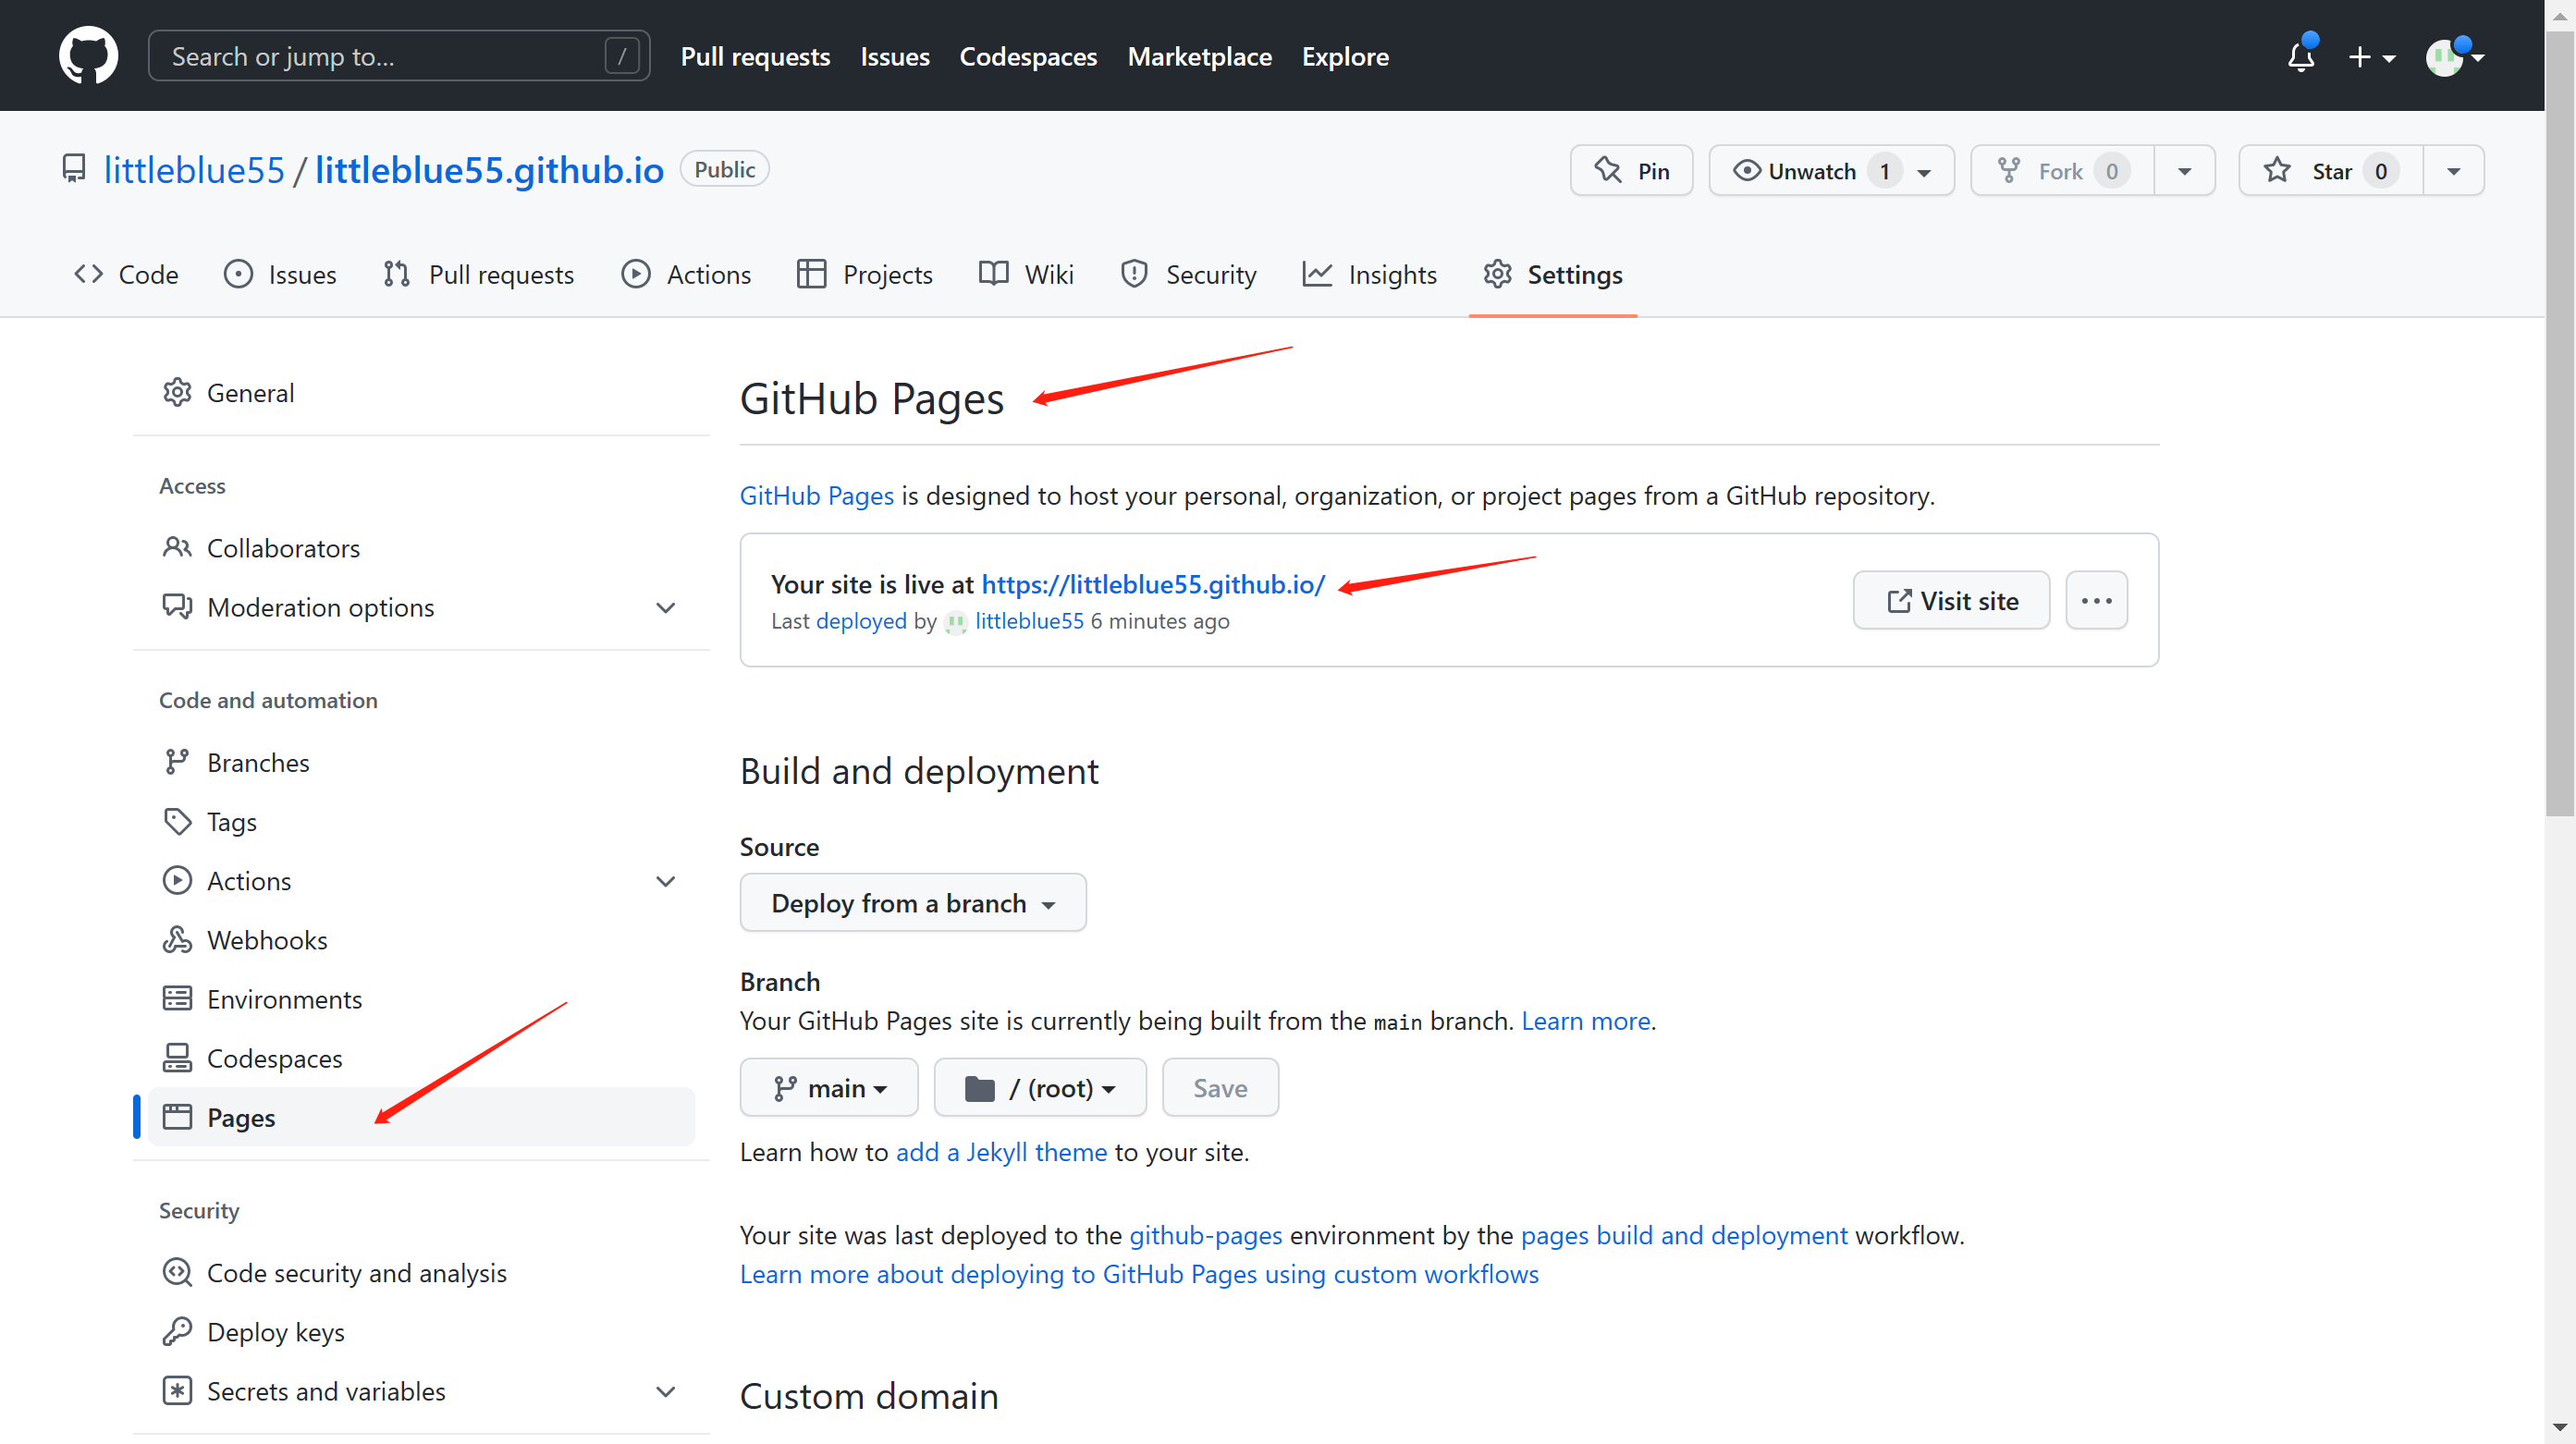 Search or jump to... /
Pull requests Issues Codespaces Marketplace Explore
littleblue55 / littleblue55.github.io Public
Pin Unwatch 1 Fork 0 Star 0
Code Issues Pull requests Actions Projects Wiki Security Insights Settings
General
Access
Collaborators
Moderation options
Code and automation
Branches
Tags
Actions
Webhooks
Environments
Codespaces
Pages
Security
Code security and analysis
Deploy keys
Secrets and variables
GitHub Pages
GitHub Pages is designed to host your personal, organization, or project pages from a GitHub repository.
Your site is live at https://littleblue55.github.io/
Last deployed by littleblue55 6 minutes ago
Visit site
Build and deployment
Source
Deploy from a branch
Branch
Your GitHub Pages site is currently being built from the main branch. Learn more.
main / (root) Save
Learn how to add a Jekyll theme to your site.
Your site was last deployed to the github-pages environment by the pages build and deployment workflow.
Learn more about deploying to GitHub Pages using custom workflows
Custom domain